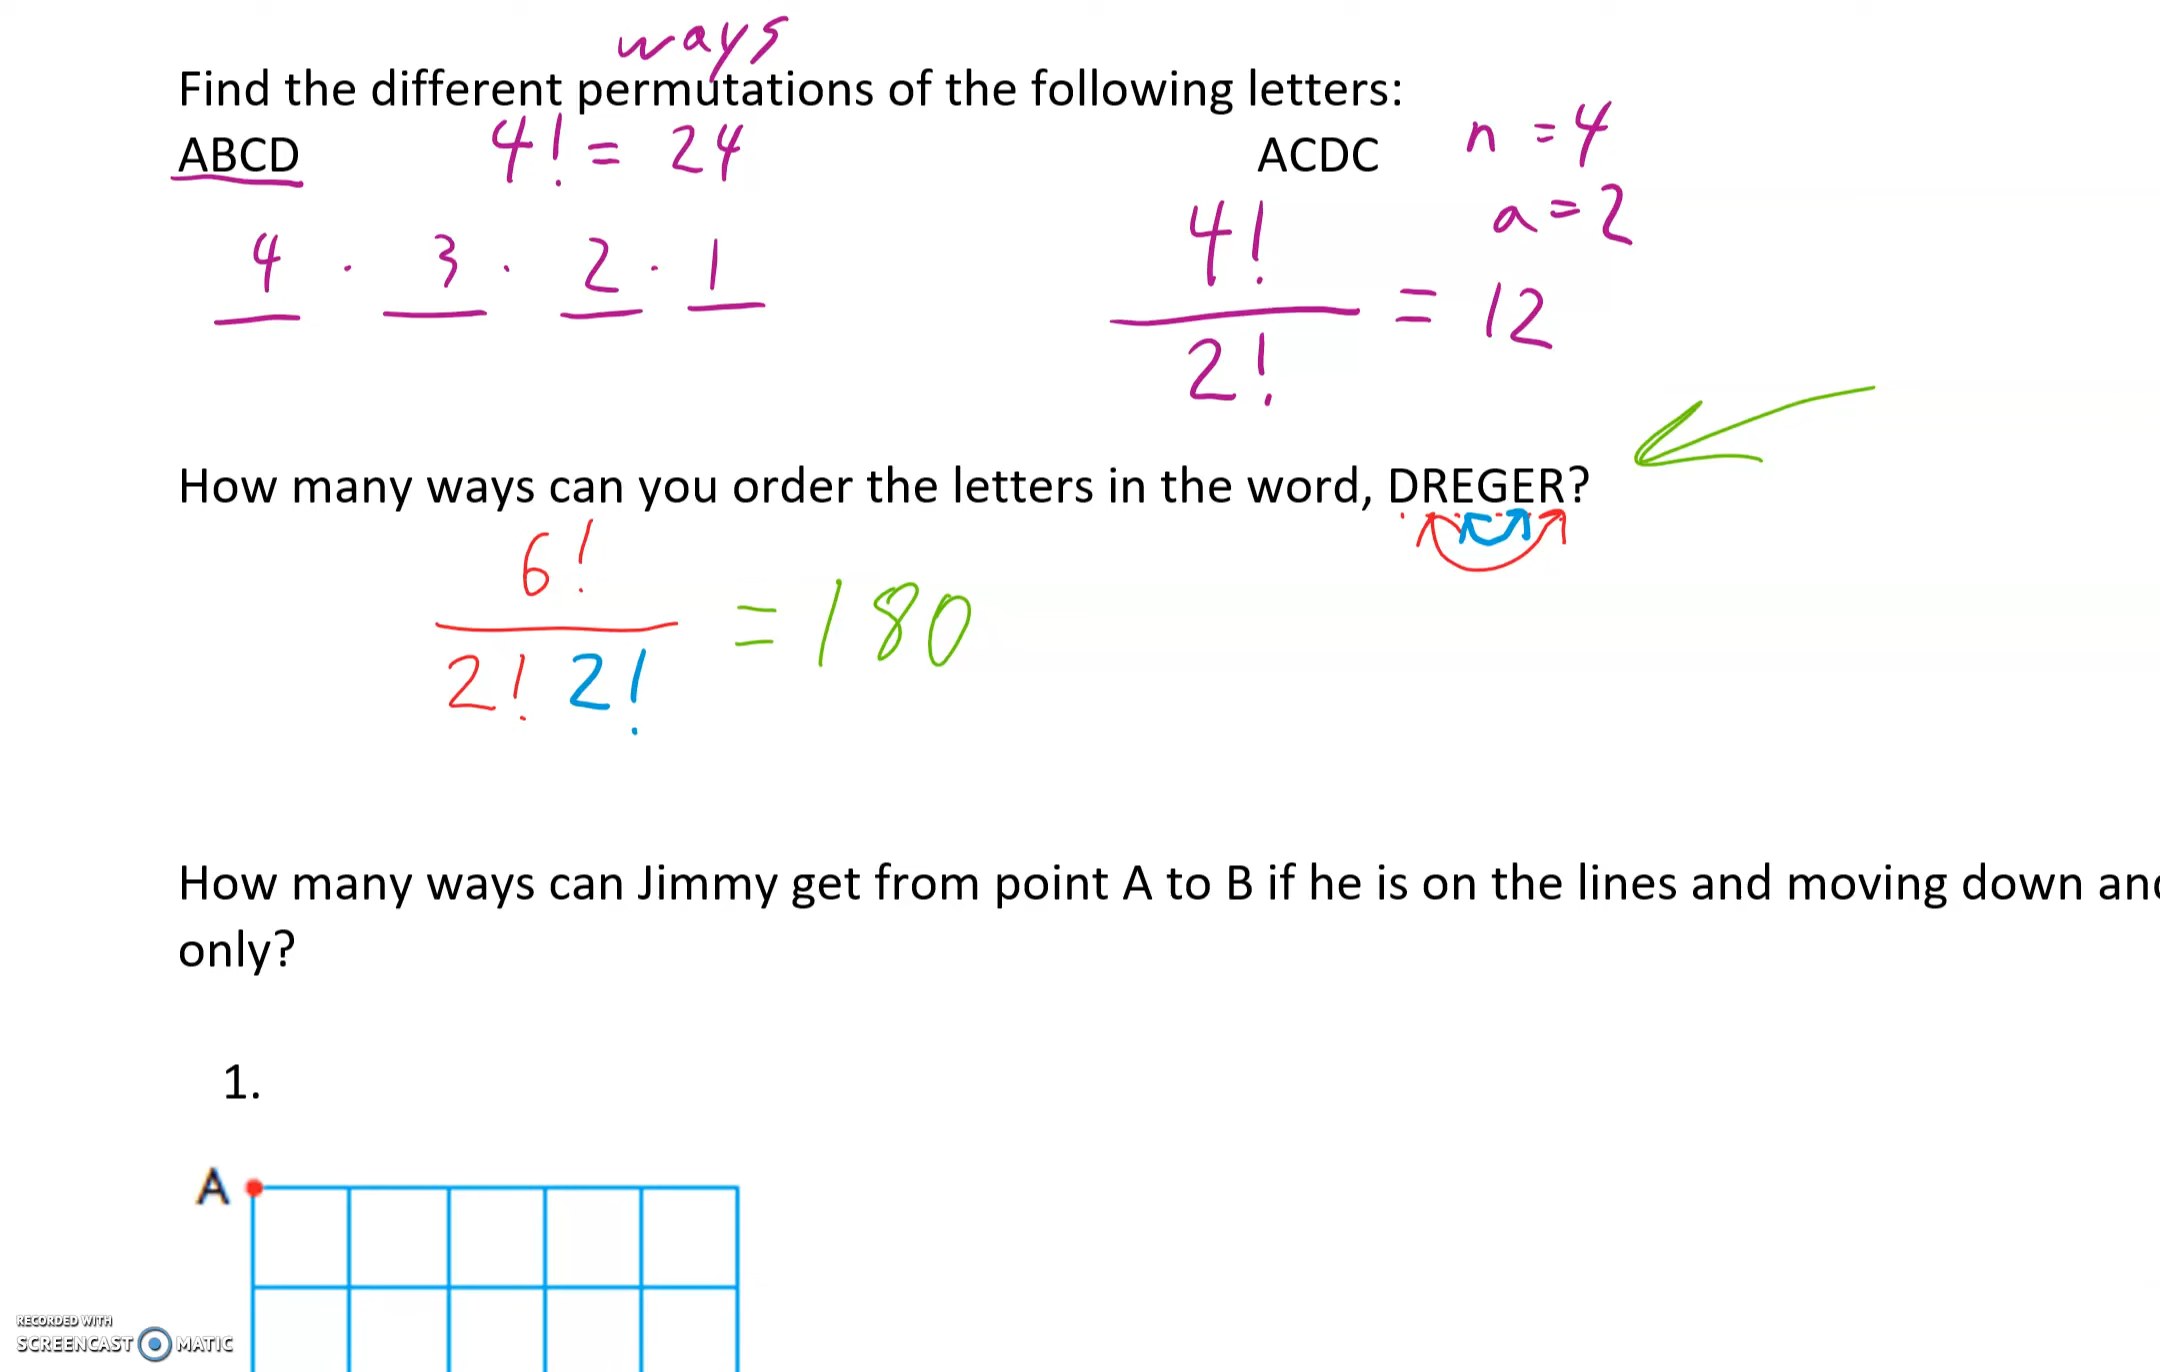 ways
Find the different permutations of the following letters:
ABCD 4! = 24 ACDC n = 4
a = 2
4 · 3 · 2 · 1
4!
= 12
2!
How many ways can you order the letters in the word, DREGER?
6!
= 180
2! 2!
How many ways can Jimmy get from point A to B if he is on the lines and moving down
only?
1.
A
RECORDED WITH
SCREENCAST MATIC